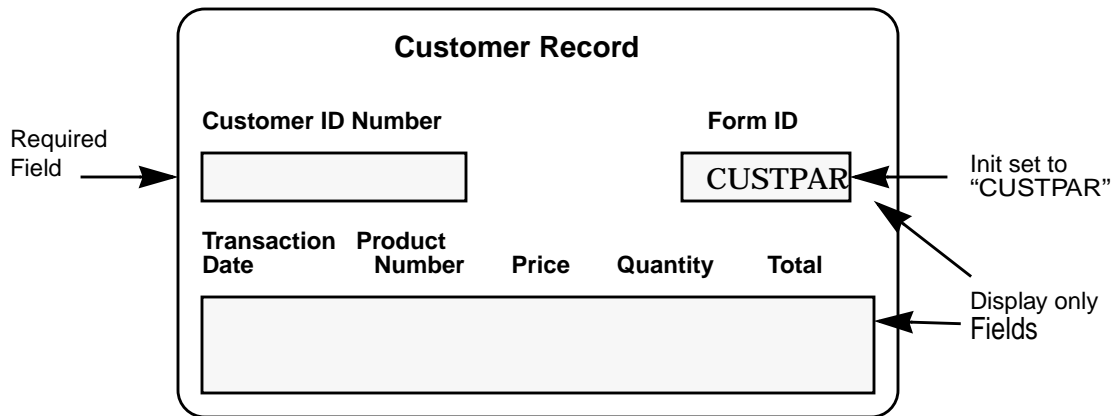 Customer Record
Customer ID Number Form ID
Required
Field
CUSTPAR
Init set to
“CUSTPAR”
Transaction Product
Date Number Price Quantity Total
Display only
Fields